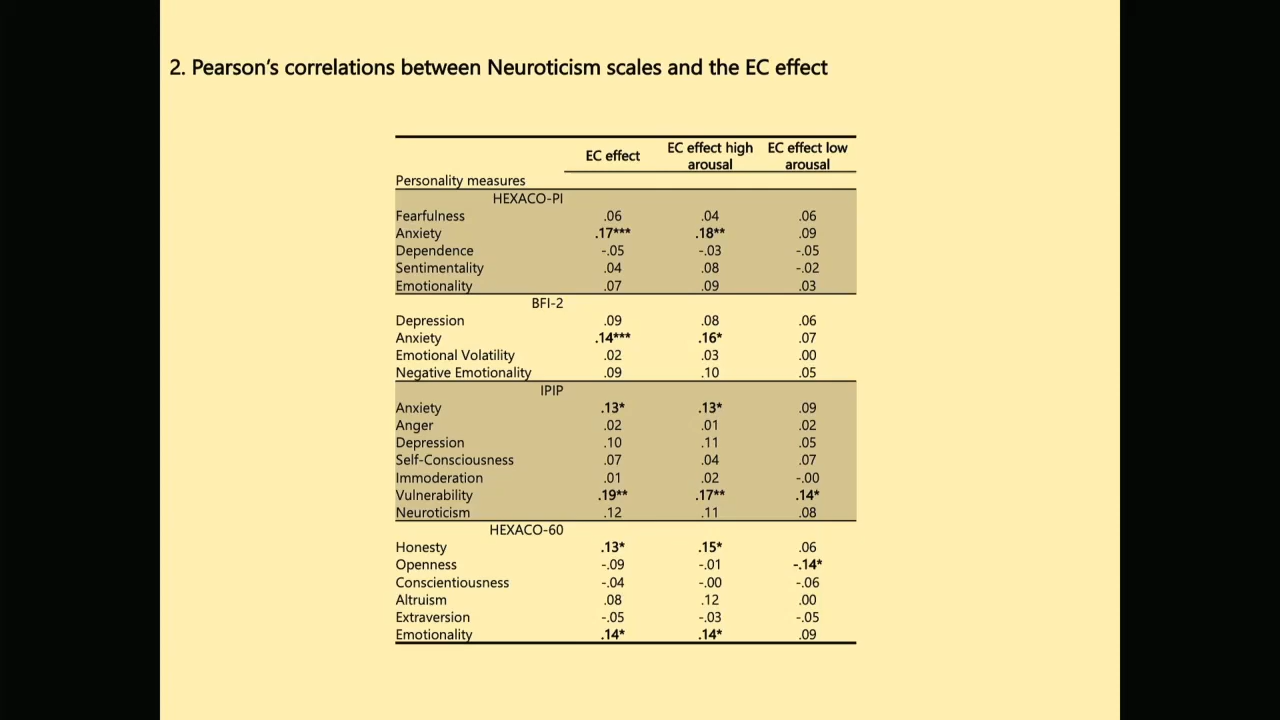 2. Pearson's correlations between Neuroticism scales and the EC effect
EC effect EC effect high arousal EC effect low arousal
Personality measures
HEXACO-PI
Fearfulness .06 .04 .06
Anxiety .17*** .18** .09
Dependence -.05 -.03 -.05
Sentimentality .04 .08 -.02
Emotionality .07 .09 .03
BFI-2
Depression .09 .08 .06
Anxiety .14*** .16* .07
Emotional Volatility .02 .03 .00
Negative Emotionality .09 .10 .05
IPIP
Anxiety .13* .13* .09
Anger .02 .01 .02
Depression .10 .11 .05
Self-Consciousness .07 .04 .07
Immoderation .01 .02 -.00
Vulnerability .19** .17** .14*
Neuroticism .12 .11 .08
HEXACO-60
Honesty .13* .15* .06
Openness -.09 -.01 -.14*
Conscientiousness -.04 -.00 -.06
Altruism .08 .12 .00
Extraversion -.05 -.03 -.05
Emotionality .14* .14* .09